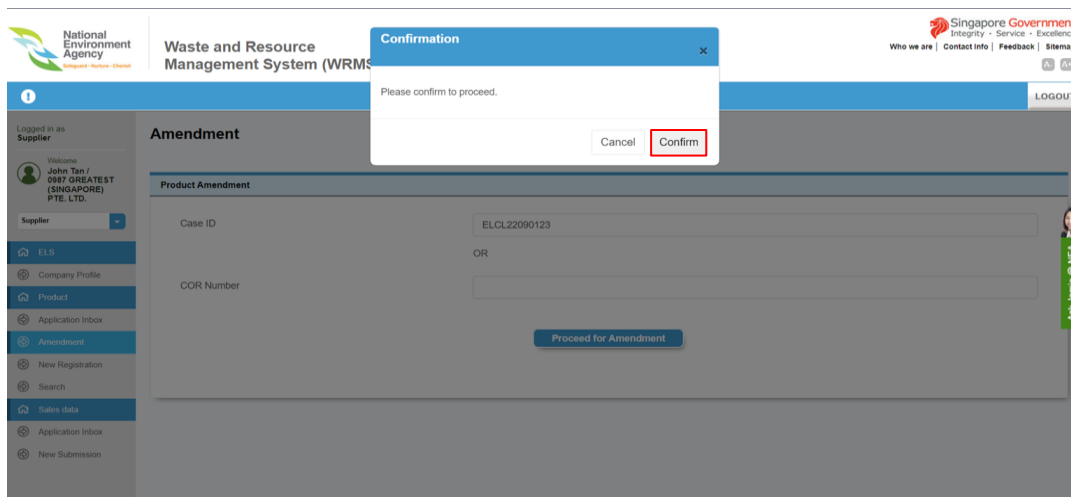 National
Environment
Agency
Safeguard · Nurture · Cherish
Waste and Resource
Management System (WRMS
Confirmation
×
Please confirm to proceed.
Cancel
Confirm
Singapore Governmen
Integrity · Service · Excellenc
Who we are | Contact Info | Feedback | Sitema
A- A+
LOGOUT
Logged in as
Supplier
Welcome
John Tan /
0987 GREATEST
(SINGAPORE)
PTE. LTD.
Supplier
ELS
Company Profile
Product
Application Inbox
Amendment
New Registration
Search
Sales data
Application Inbox
New Submission
Amendment
Product Amendment
Case ID
ELCL22090123
OR
COR Number
Proceed for Amendment